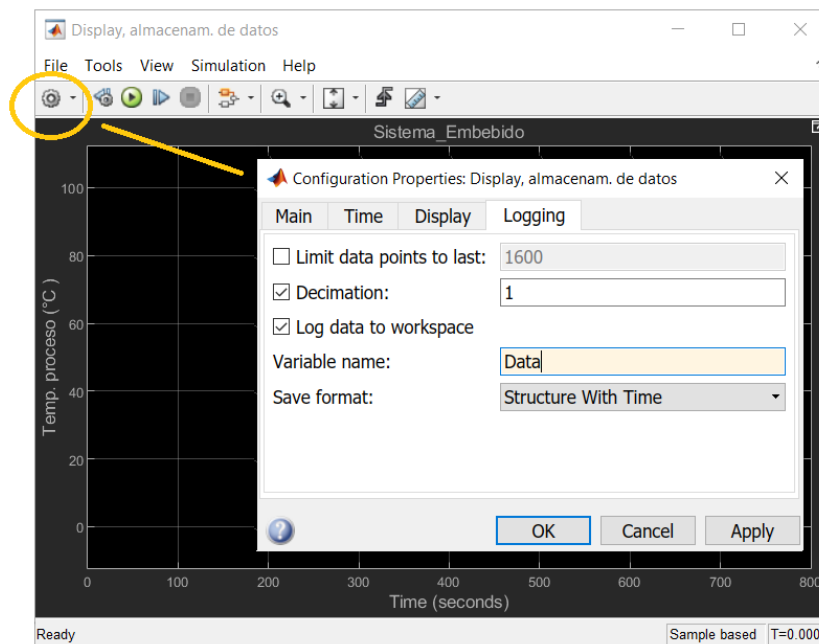 Display, almacenam. de datos
File Tools View Simulation Help
Sistema_Embebido
Configuration Properties: Display, almacenam. de datos
Main Time Display Logging
Limit data points to last: 1600
Decimation: 1
Log data to workspace
Variable name: Data
Save format: Structure With Time
OK Cancel Apply
Temp. proceso (°C )
100
80
60
40
20
0
0 100 200 300 400 500 600 700 800
Time (seconds)
Ready Sample based T=0.000